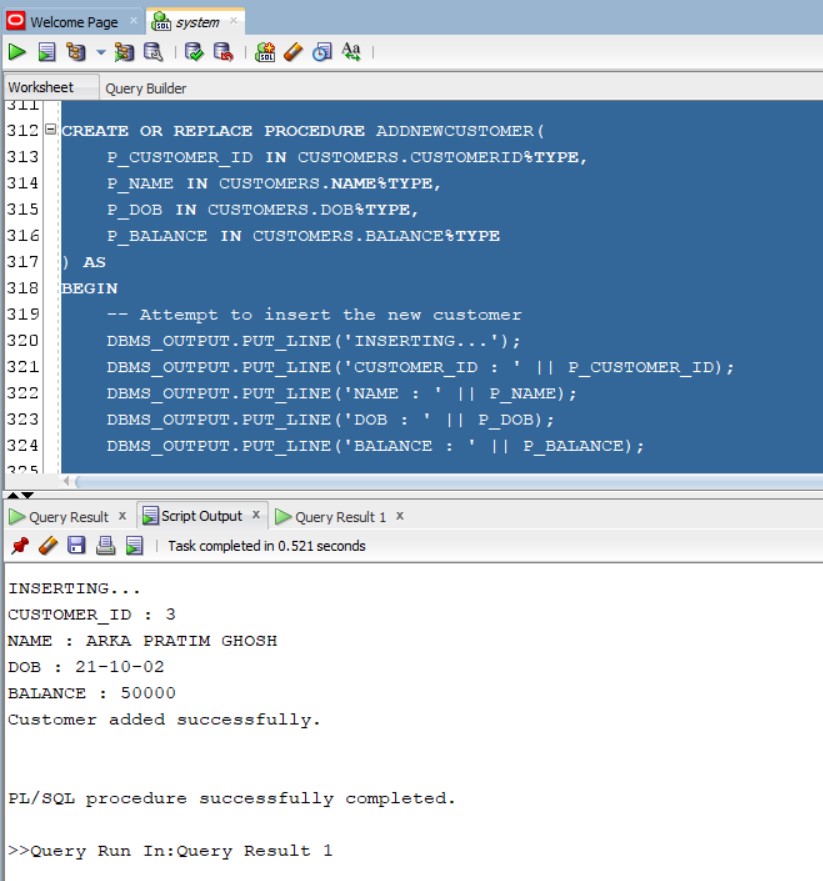 Welcome Page
system
Worksheet
Query Builder
311
312 CREATE OR REPLACE PROCEDURE ADDNEWCUSTOMER(
313 P_CUSTOMER_ID IN CUSTOMERS.CUSTOMERID%TYPE,
314 P_NAME IN CUSTOMERS.NAME%TYPE,
315 P_DOB IN CUSTOMERS.DOB%TYPE,
316 P_BALANCE IN CUSTOMERS.BALANCE%TYPE
317 ) AS
318 BEGIN
319 -- Attempt to insert the new customer
320 DBMS_OUTPUT.PUT_LINE('INSERTING...');
321 DBMS_OUTPUT.PUT_LINE('CUSTOMER_ID : ' || P_CUSTOMER_ID);
322 DBMS_OUTPUT.PUT_LINE('NAME : ' || P_NAME);
323 DBMS_OUTPUT.PUT_LINE('DOB : ' || P_DOB);
324 DBMS_OUTPUT.PUT_LINE('BALANCE : ' || P_BALANCE);
325
Query Result x Script Output x Query Result 1 x
Task completed in 0.521 seconds
INSERTING...
CUSTOMER_ID : 3
NAME : ARKA PRATIM GHOSH
DOB : 21-10-02
BALANCE : 50000
Customer added successfully.
PL/SQL procedure successfully completed.
>>Query Run In:Query Result 1